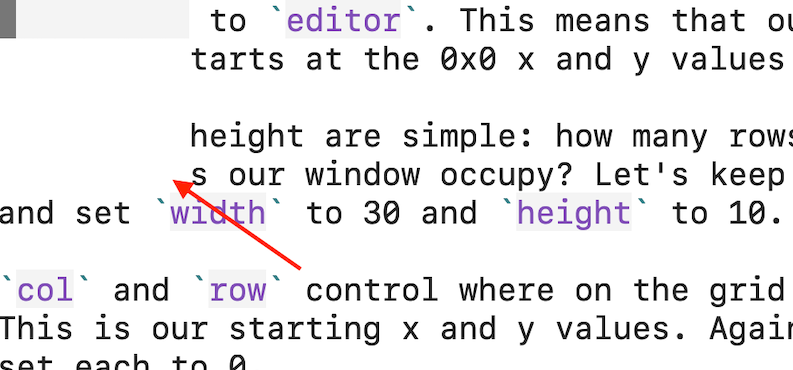 to `editor`. This means that
tarts at the 0x0 x and y values
height are simple: how many rows
s our window occupy? Let's keep
and set `width` to 30 and `height` to 10.
`col` and `row` control where on the grid
This is our starting x and y values. Again
set each to 0